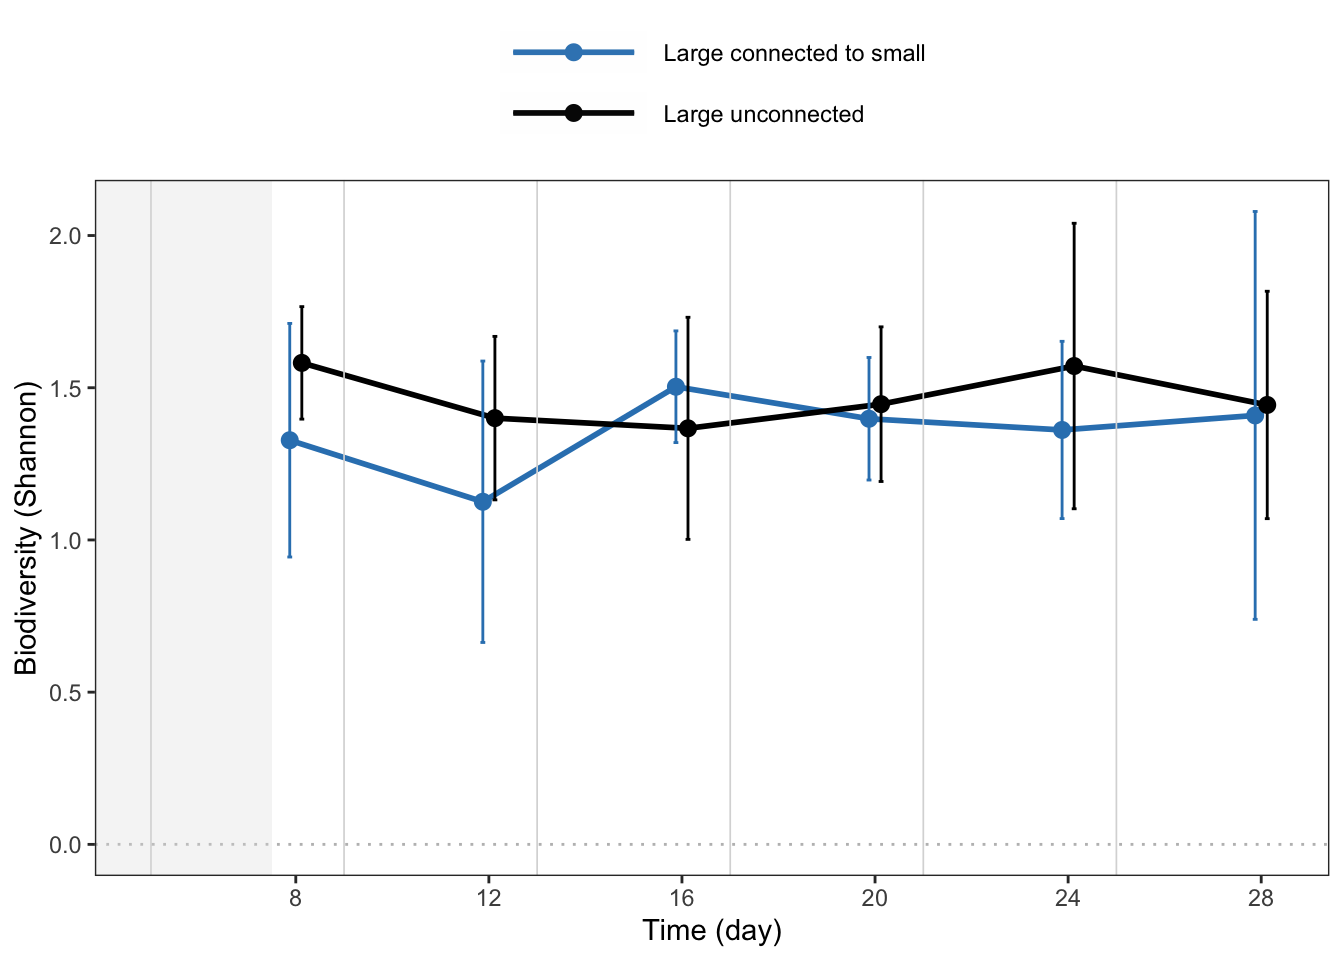 Large connected to small
Large unconnected
2.0
1.5
1.0
0.5
0.0
Biodiversity (Shannon)
8 12 16 20 24 28
Time (day)